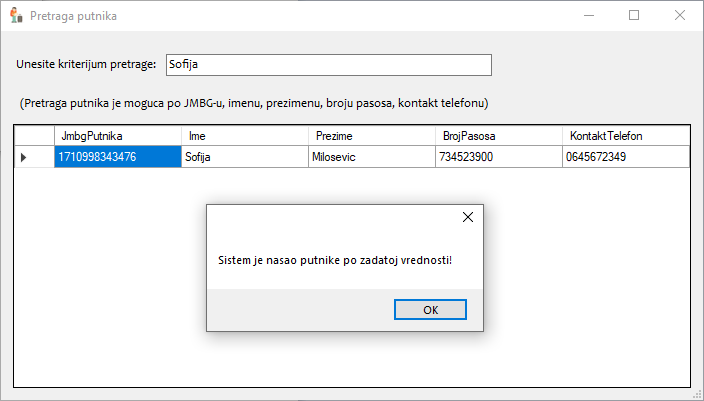 Pretraga putnika
Unesite kriterijum pretrage: Sofija
(Pretraga putnika je moguca po JMBG-u, imenu, prezimenu, broju pasosa, kontakt telefonu)
JmbgPutnika Ime Prezime BrojPasosa KontaktTelefon
1710998343476 Sofija Milosevic 734523900 0645672349
Sistem je nasao putnike po zadatoj vrednosti!
OK